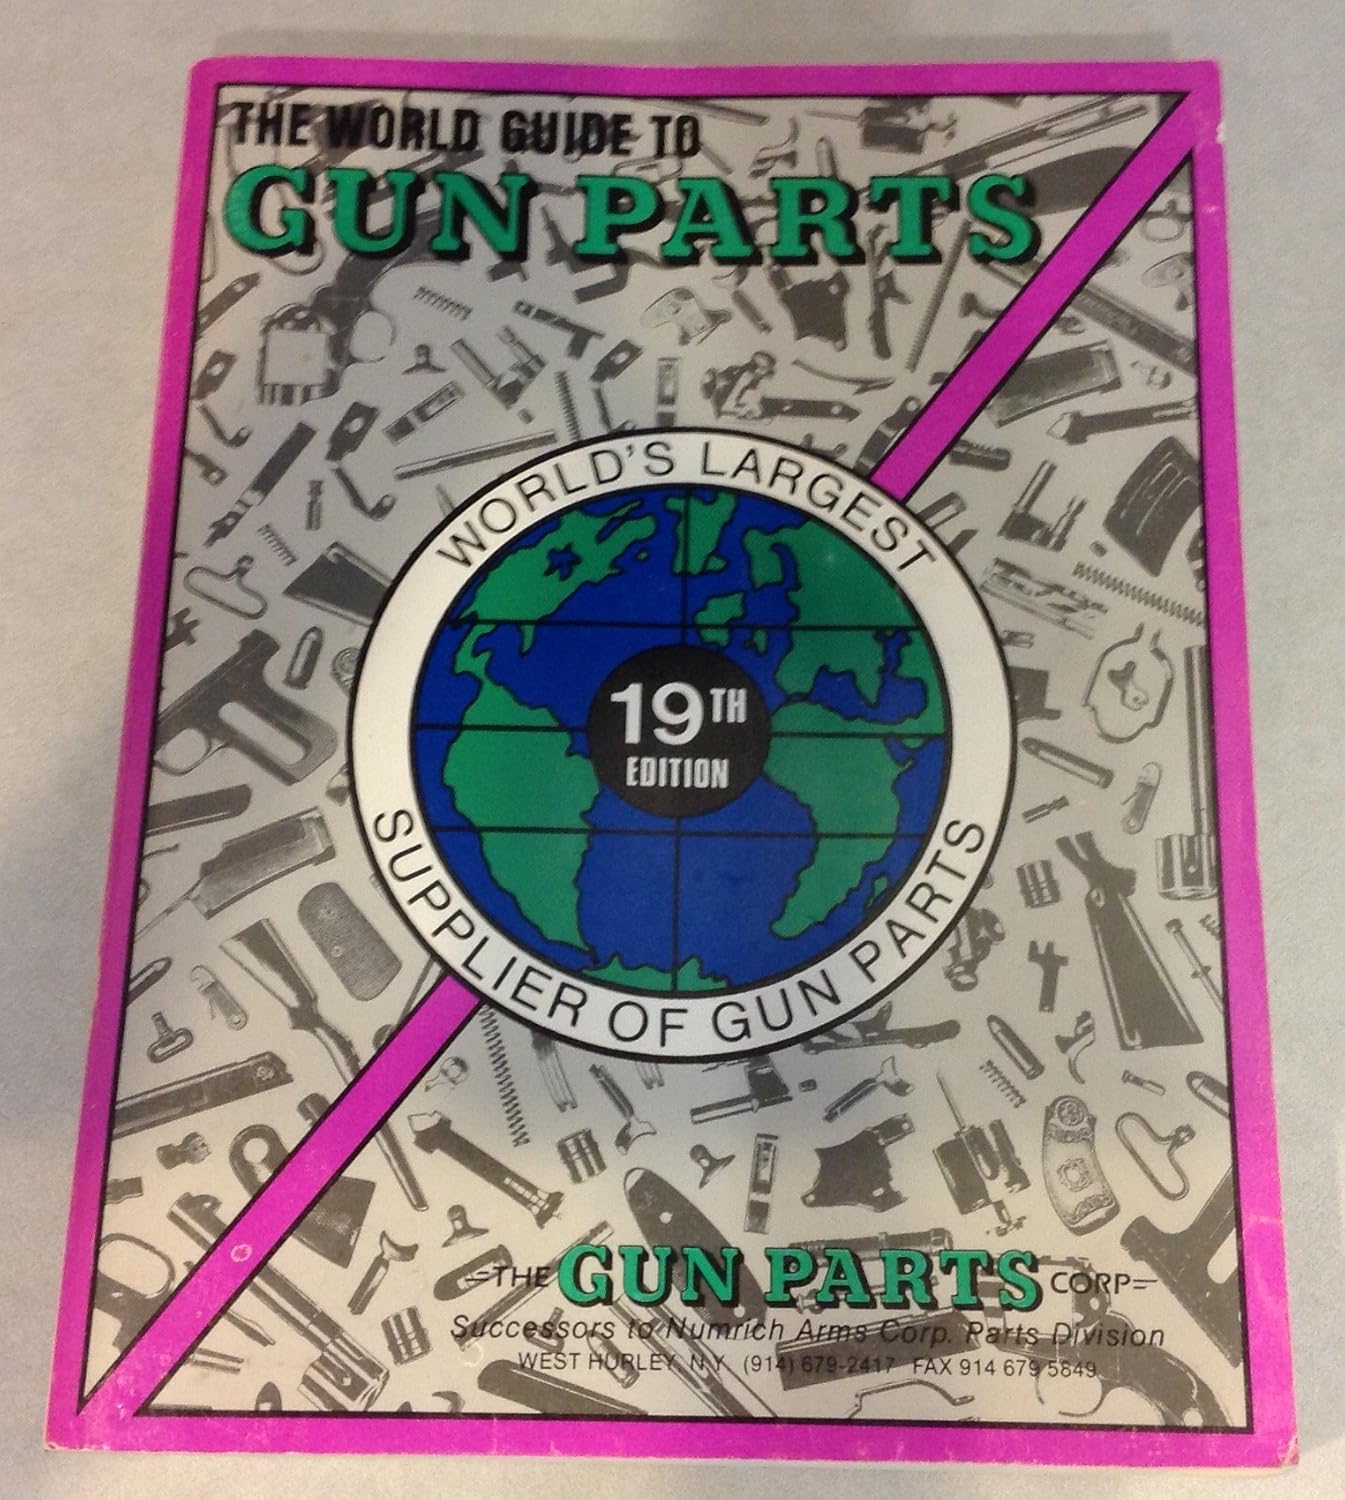 THE WORLD GUIDE TO
GUN PARTS
WORLD'S LARGEST
19TH
EDITION
SUPPLIER OF GUN PARTS
THE GUN PARTS CORP
Successors to Numrich Arms Corp. Parts Division
WEST HURLEY, N.Y. (914) 679-2417 FAX 914 679 5849